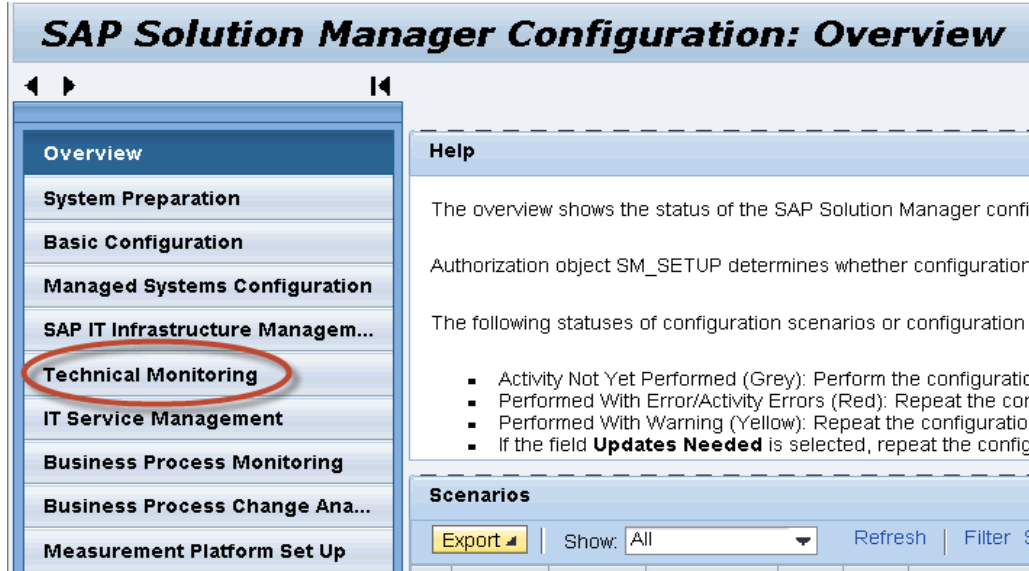 SAP Solution Manager Configuration: Overview
Overview
System Preparation
Basic Configuration
Managed Systems Configuration
SAP IT Infrastructure Managem...
Technical Monitoring
IT Service Management
Business Process Monitoring
Business Process Change Ana...
Measurement Platform Set Up
Help
The overview shows the status of the SAP Solution Manager confi
Authorization object SM_SETUP determines whether configuration
The following statuses of configuration scenarios or configuration
Activity Not Yet Performed (Grey): Perform the configuratio
Performed With Error/Activity Errors (Red): Repeat the con
Performed With Warning (Yellow): Repeat the configuratio
If the field Updates Needed is selected, repeat the config
Scenarios
Export Show: All Refresh Filter S